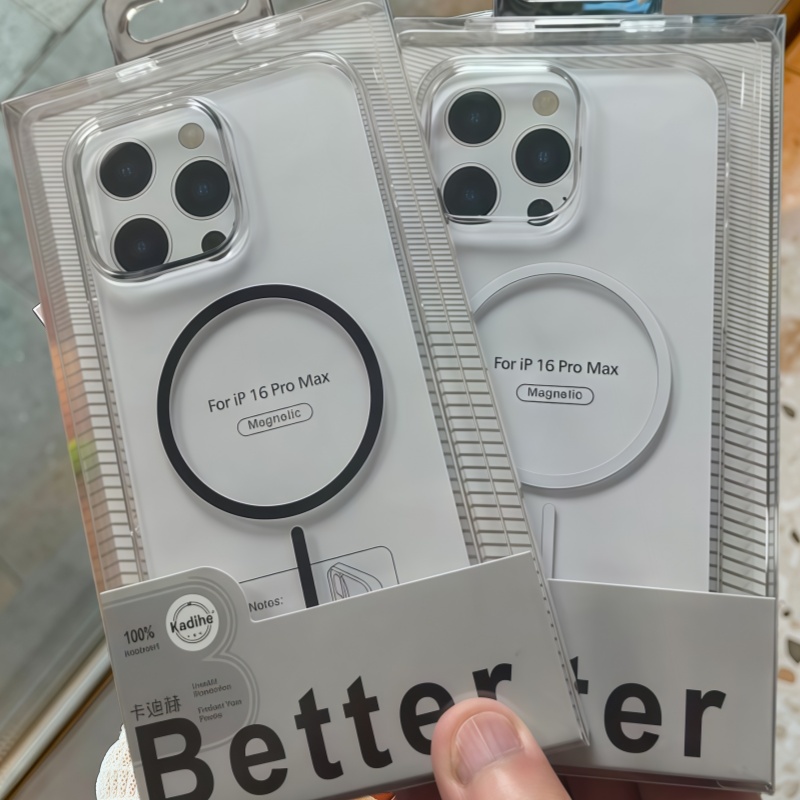 For iP 16 Pro Max
Magnetic
Notos:
100%
Kadihe
卡迪赫
Better
For iP 16 Pro Max
Magnetic
ter